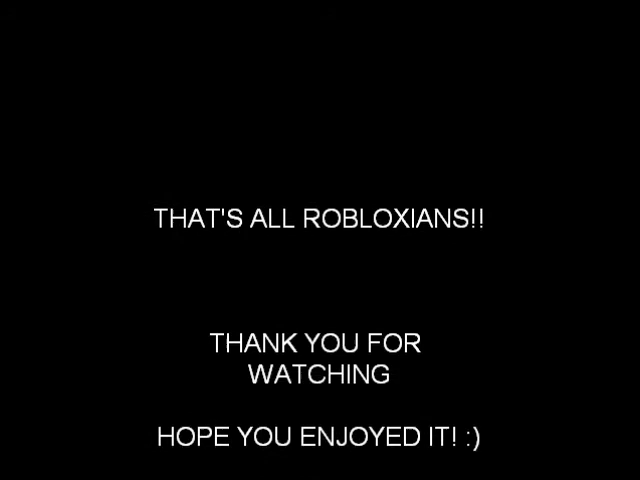 THAT'S ALL ROBLOXIANS!!
THANK YOU FOR
WATCHING
HOPE YOU ENJOYED IT! :)